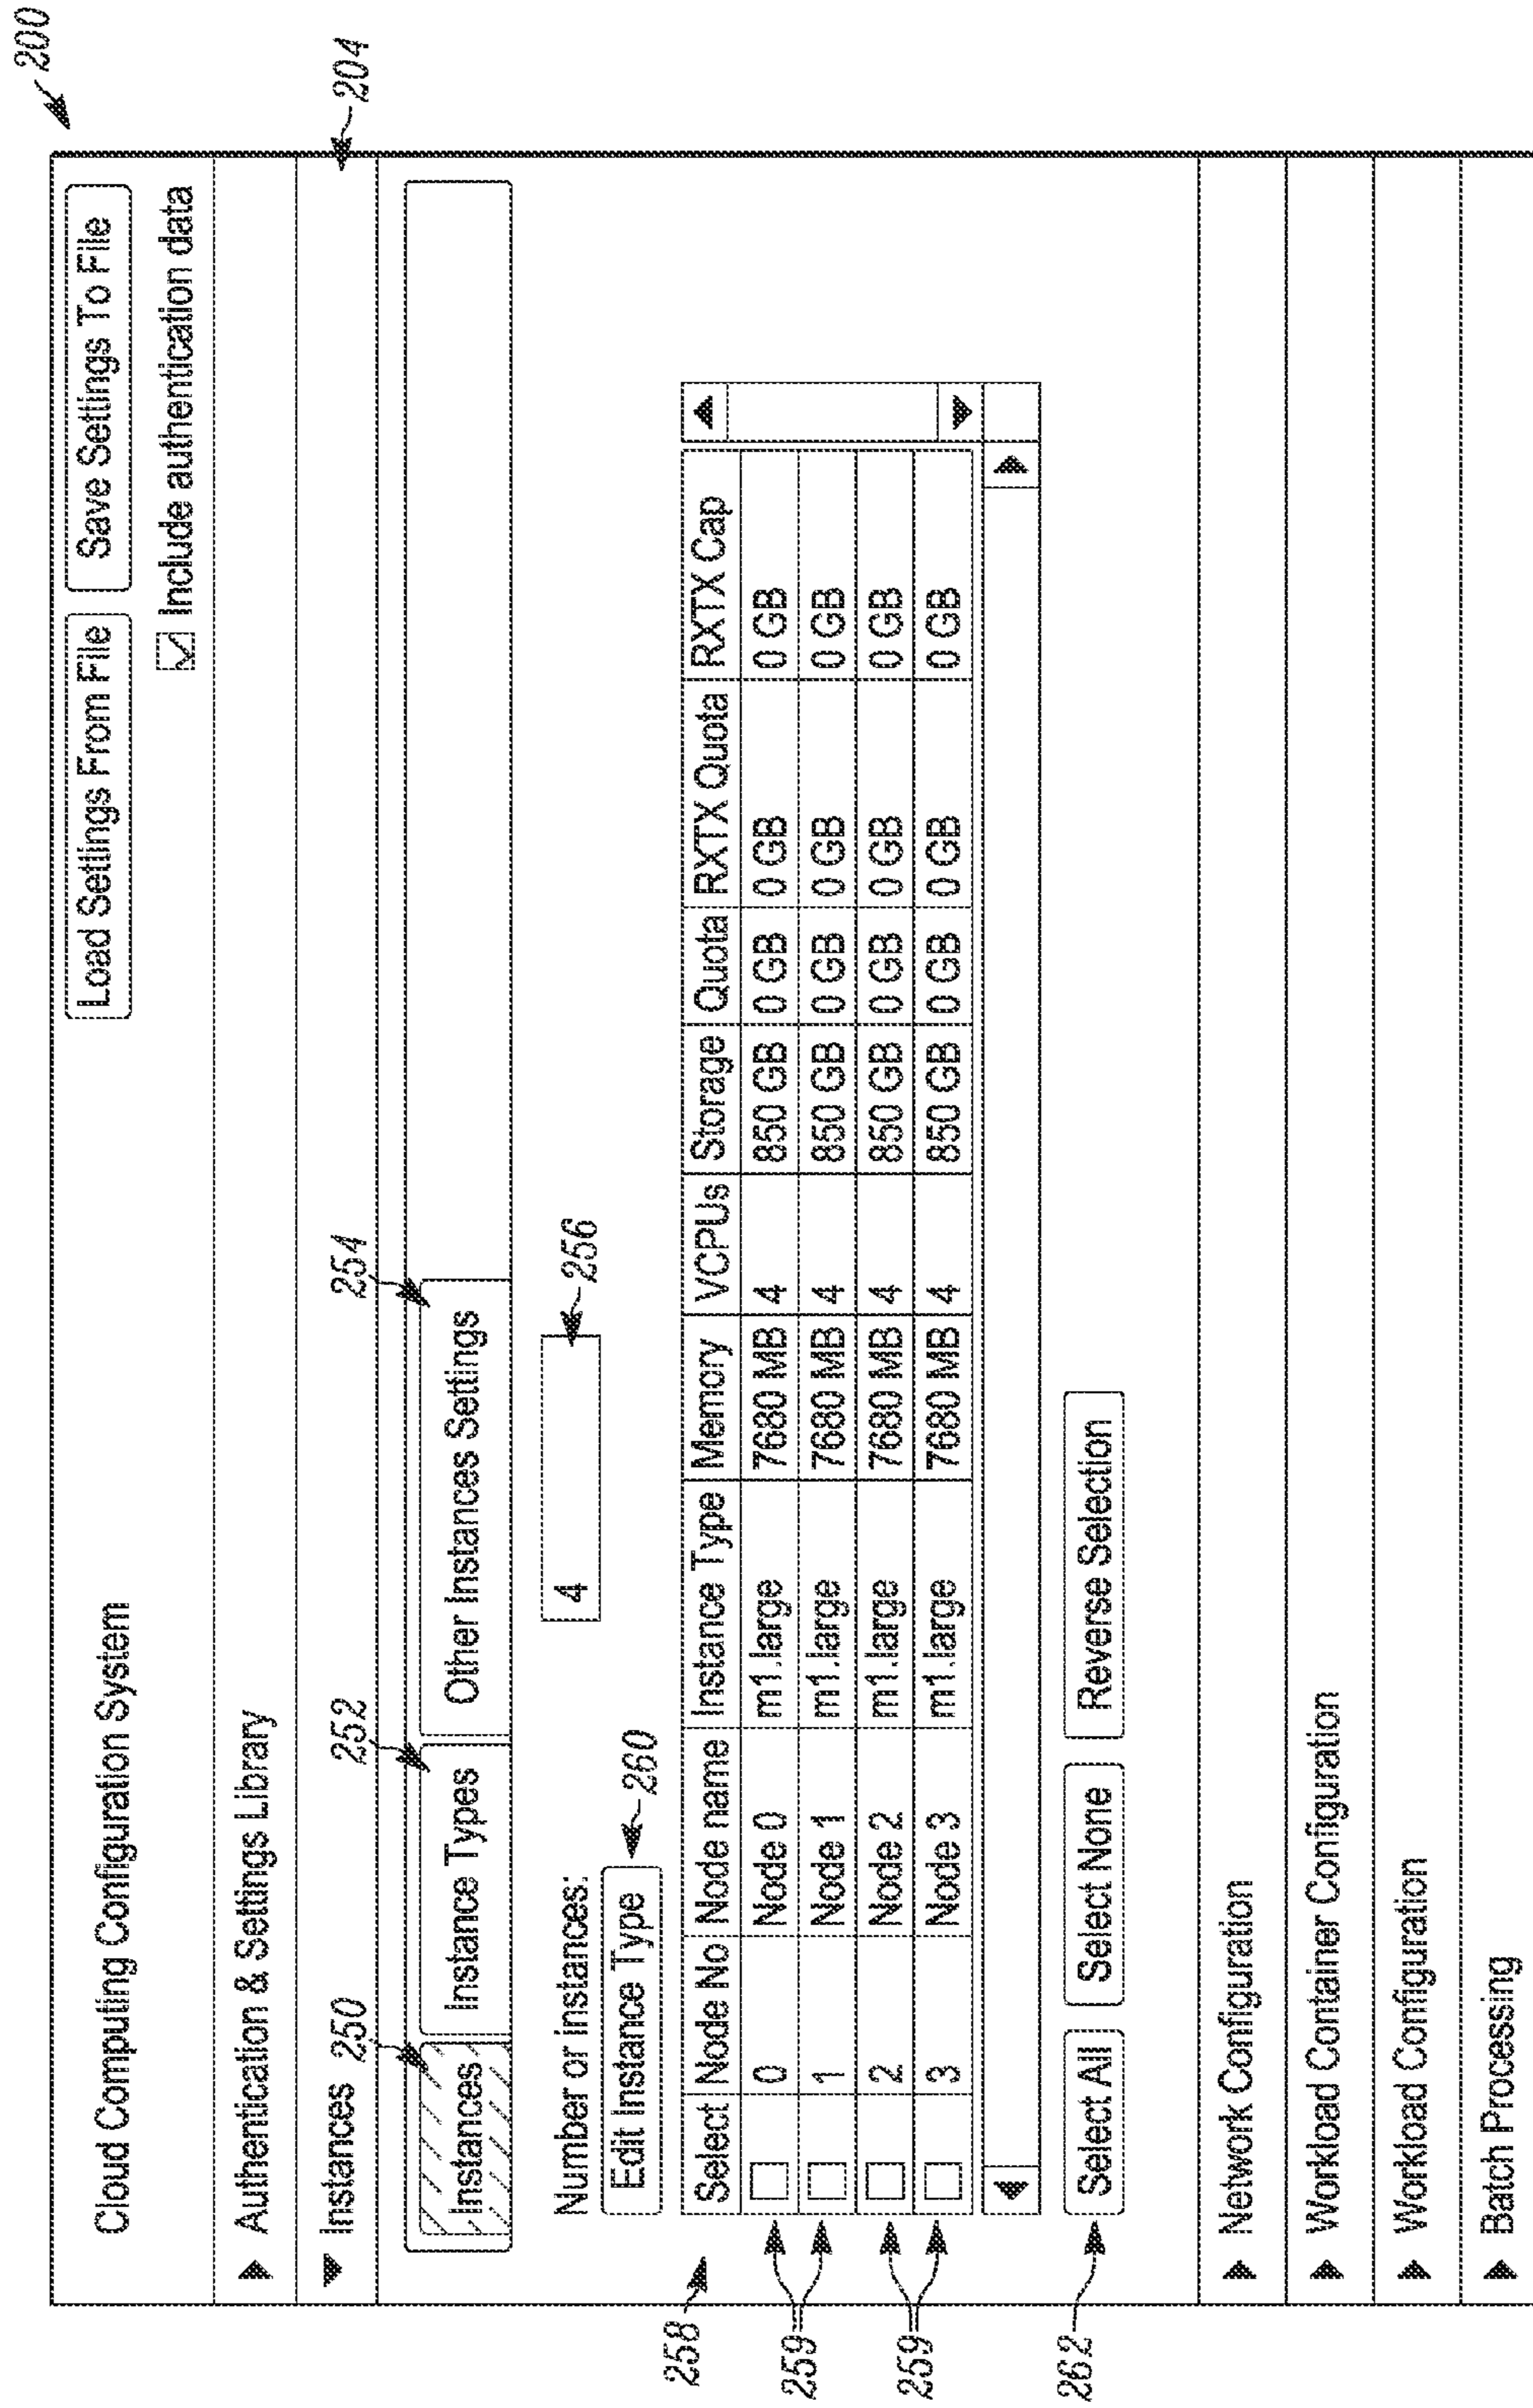 200
Cloud Computing Configuration System
Load Settings From File Save Settings To File
Include authentication data
Authentication & Settings Library
Instances
204
250 252 254
Instances Instance Types Other Instances Settings
Number or instances: 4 256
Edit Instance Type 260
258
Select Node No Node name Instance Type Memory VCPUs Storage Quota RXTX Quota RXTX Cap
0 Node 0 m1.large 7680 MB 4 850 GB 0 GB 0 GB 0 GB
1 Node 1 m1.large 7680 MB 4 850 GB 0 GB 0 GB 0 GB
259
2 Node 2 m1.large 7680 MB 4 850 GB 0 GB 0 GB 0 GB
3 Node 3 m1.large 7680 MB 4 850 GB 0 GB 0 GB 0 GB
259
262 Select All Select None Reverse Selection
Network Configuration
Workload Container Configuration
Workload Configuration
Batch Processing